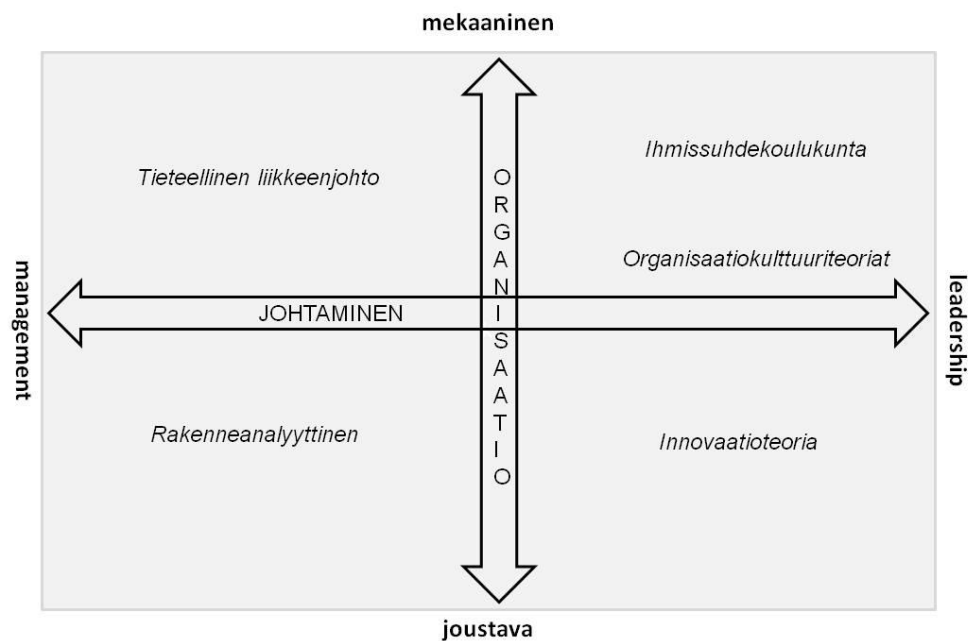 mekaaninen
Ihmissuhdekoulukunta
Tieteellinen liikkeenjohto
Organisaatiokulttuuriteoriat
management
JOHTAMINEN
ORGANISAATIO
leadership
Rakenneanalyyttinen
Innovaatioteoria
joustava